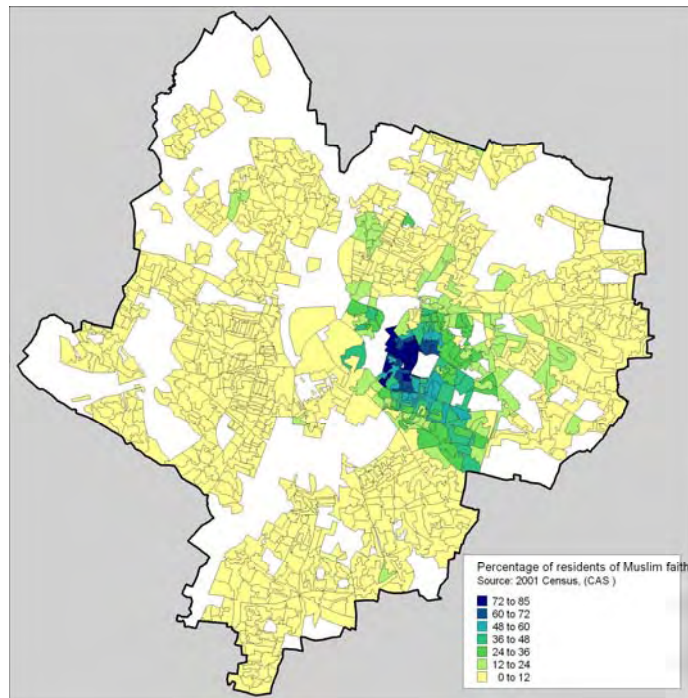 Percentage of residents of Muslim faith
Source: 2001 Census, (CAS )
72 to 85
60 to 72
48 to 60
36 to 48
24 to 36
12 to 24
0 to 12